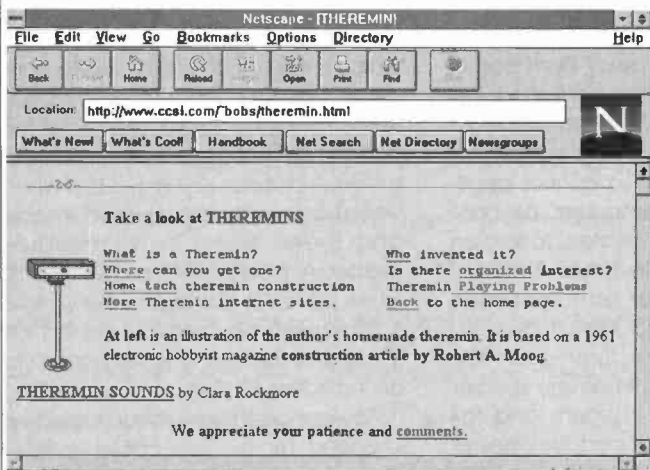 Netscape - [THEREMIN]
File Edit View Go Bookmarks Options Directory Help
Back Home Reload Open Print Find
Location: http://www.ccsi.com/~bobs/theremin.html
N
What's New! What's Cool! Handbook Net Search Net Directory Newsgroups
Take a look at THEREMINS
What is a Theremin?
Where can you get one?
Home tech theremin construction
More Theremin internet sites.
Who invented it?
Is there organized interest?
Theremin Playing Problems
Back to the home page.
At left is an illustration of the author's homemade theremin. It is based on a 1961
electronic hobbyist magazine construction article by Robert A. Moog.
THEREMIN SOUNDS by Clara Rockmore
We appreciate your patience and comments.